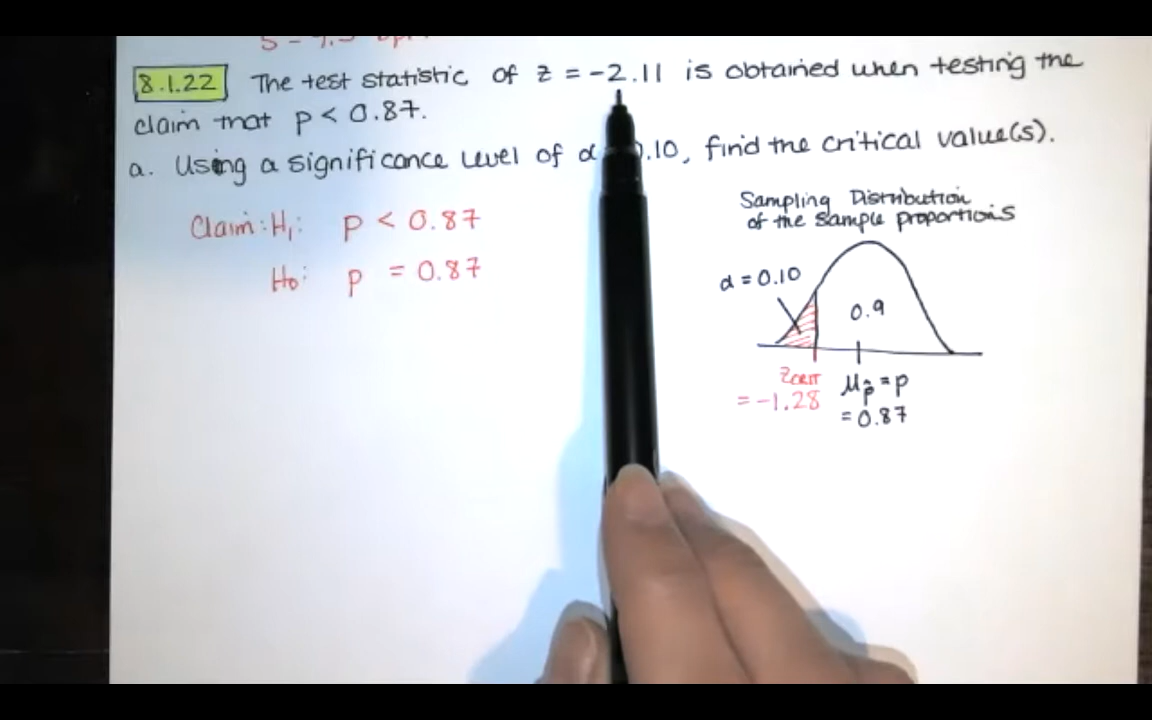 8.1.22 The test statistic of z = -2.11 is obtained when testing the
claim that p < 0.87.
a. Using a significance level of α .10, find the critical value(s).
Claim: H₁: p < 0.87
H₀: p = 0.87
Sampling Distribution
of the sample proportions
α = 0.10
0.9
ZCRIT
= -1.28
μp̂ = p
= 0.87